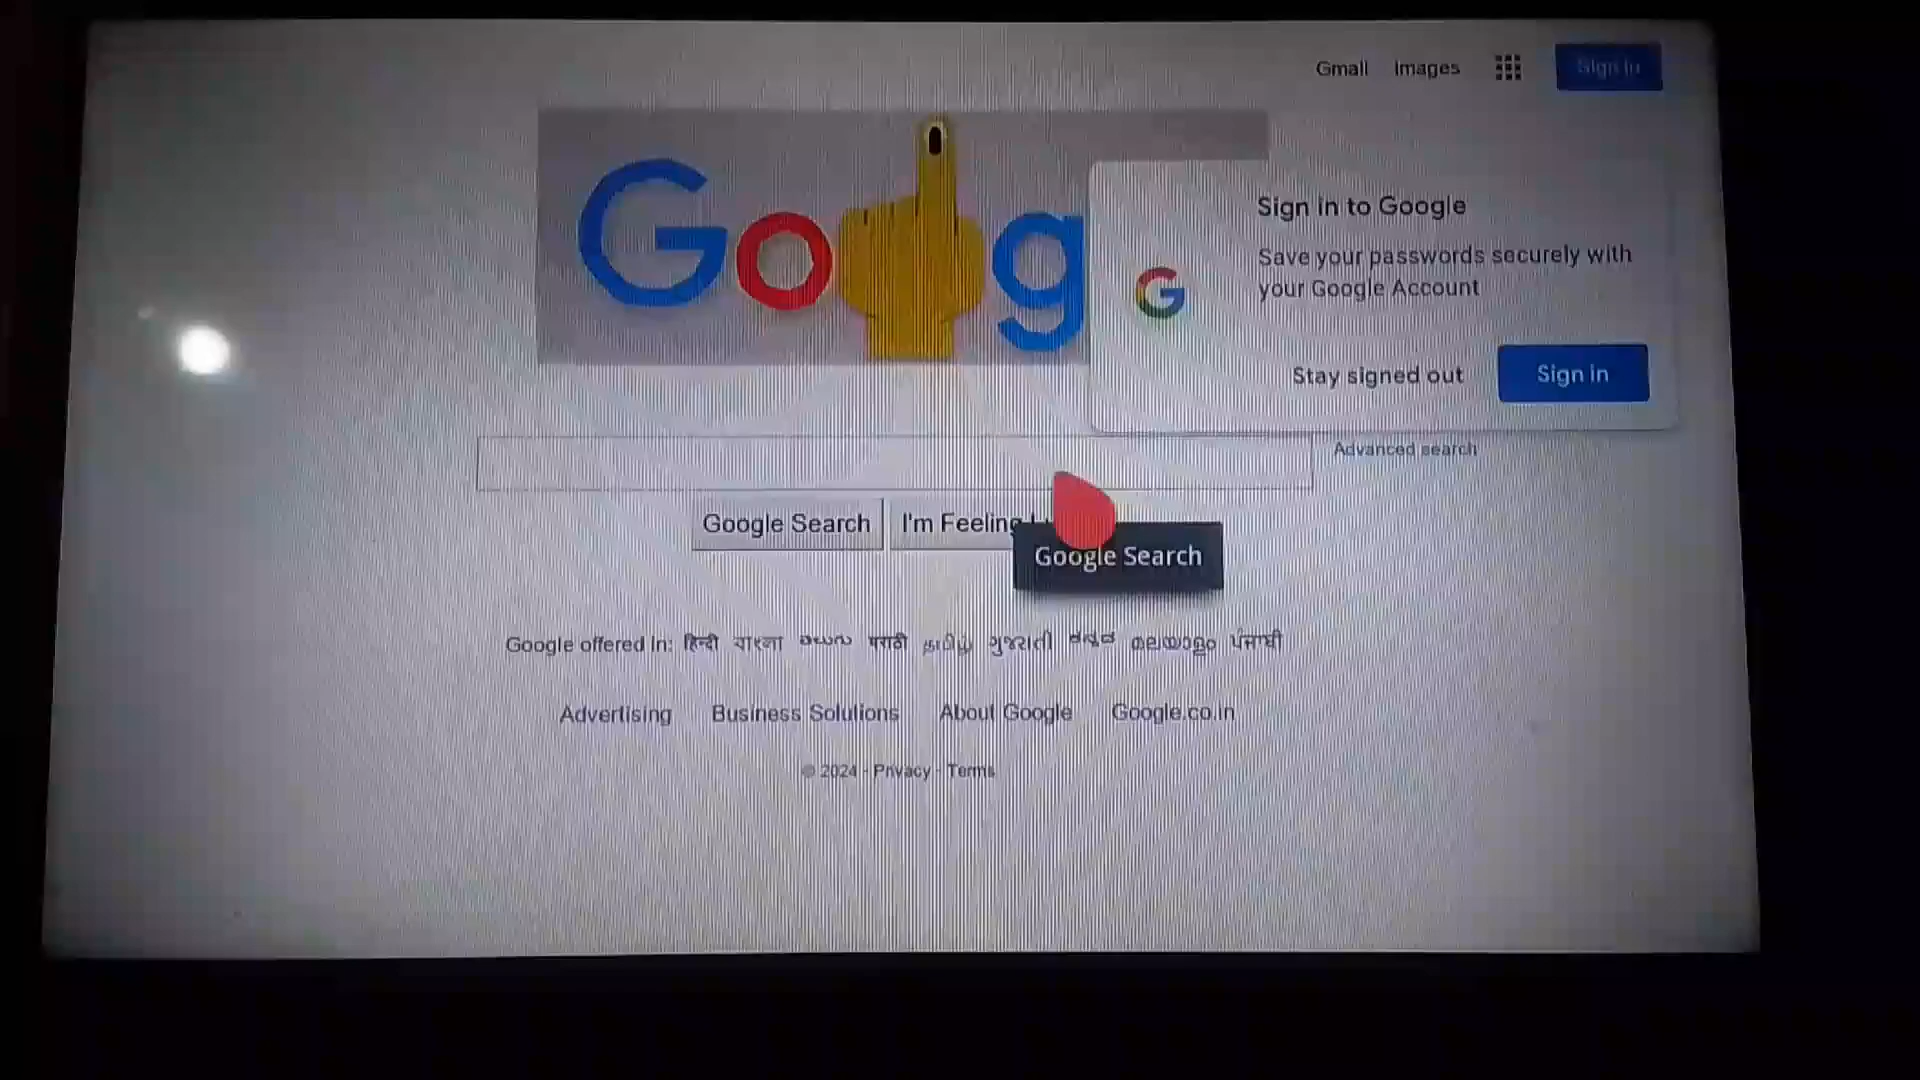 Gmail Images Sign in
Goog
Sign in to Google
Save your passwords securely with
your Google Account
Stay signed out Sign in
Advanced search
Google Search I'm Feeling
Google Search
Google offered in: हिन्दी বাংলা తెలుగు मराठी தமிழ் ગુજરાતી ಕನ್ನಡ മലയാളം ਪੰਜਾਬੀ
Advertising Business Solutions About Google Google.co.in
© 2024 - Privacy - Terms